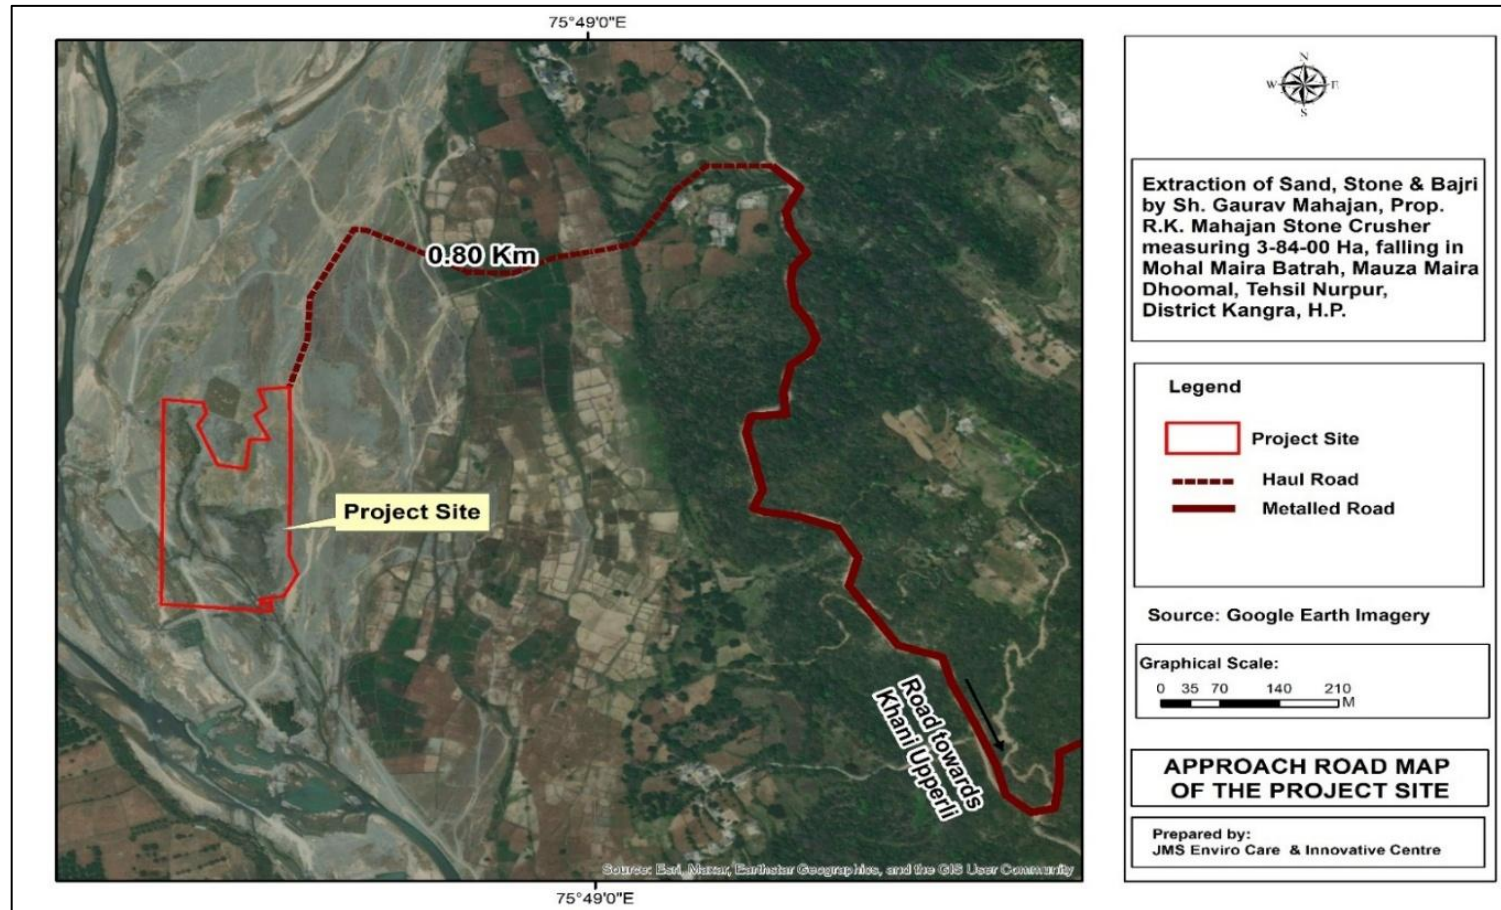 75°49'0"E
0.80 Km
Project Site
Road towards
Khani Upperli
Source: Esri, Maxar, Earthstar Geographics, and the GIS User Community
75°49'0"E
N
W
E
S
Extraction of Sand, Stone & Bajri
by Sh. Gaurav Mahajan, Prop.
R.K. Mahajan Stone Crusher
measuring 3-84-00 Ha, falling in
Mohal Maira Batrah, Mauza Maira
Dhoomal, Tehsil Nurpur,
District Kangra, H.P.
Legend
Project Site
Haul Road
Metalled Road
Source: Google Earth Imagery
Graphical Scale:
0 35 70 140 210
M
APPROACH ROAD MAP
OF THE PROJECT SITE
Prepared by:
JMS Enviro Care & Innovative Centre